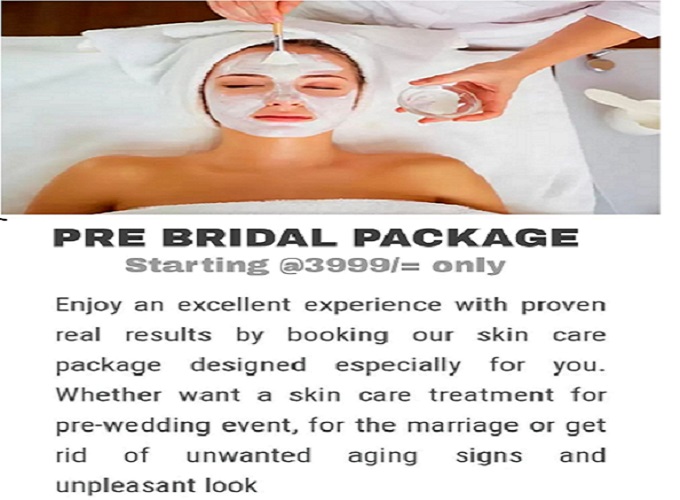 PRE BRIDAL PACKAGE
Starting @3999/= only
Enjoy an excellent experience with proven
real results by booking our skin care
package designed especially for you.
Whether want a skin care treatment for
pre-wedding event, for the marriage or get
rid of unwanted aging signs and
unpleasant look